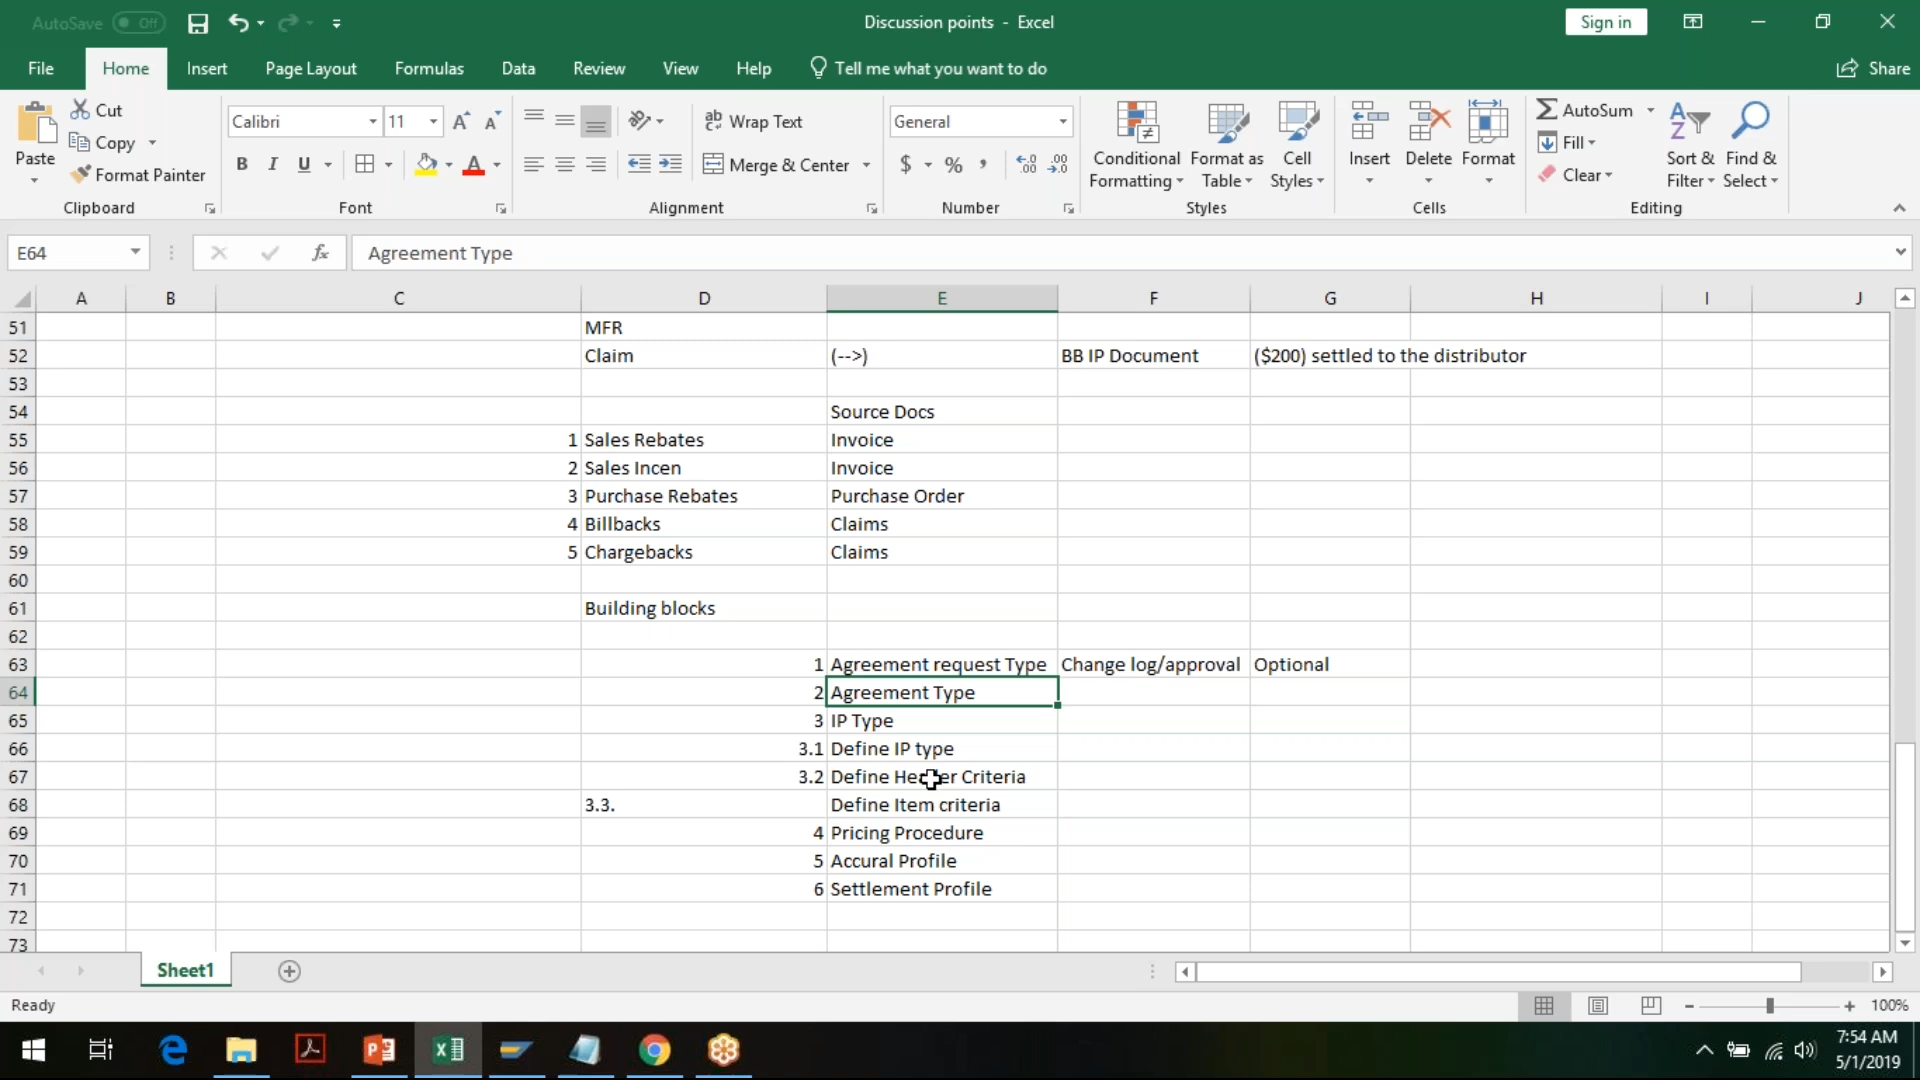 AutoSave Off Discussion points - Excel Sign in
File Home Insert Page Layout Formulas Data Review View Help Tell me what you want to do Share
Paste Cut Copy Format Painter Clipboard
Calibri 11 A A B I U A Font
ab Wrap Text Merge & Center Alignment
General $ % , .00 .00 Number
Conditional Formatting Format as Table Cell Styles Styles
Insert Delete Format Cells
AutoSum Fill Clear Sort & Filter Find & Select Editing
E64 fx Agreement Type
A B C D E F G H I J
51 MFR
52 Claim (-->) BB IP Document ($200) settled to the distributor
53
54 Source Docs
55 1 Sales Rebates Invoice
56 2 Sales Incen Invoice
57 3 Purchase Rebates Purchase Order
58 4 Billbacks Claims
59 5 Chargebacks Claims
60
61 Building blocks
62
63 1 Agreement request Type Change log/approval Optional
64 2 Agreement Type
65 3 IP Type
66 3.1 Define IP type
67 3.2 Define Header Criteria
68 3.3. Define Item criteria
69 4 Pricing Procedure
70 5 Accural Profile
71 6 Settlement Profile
72
73
Sheet1
Ready 100%
7:54 AM
5/1/2019